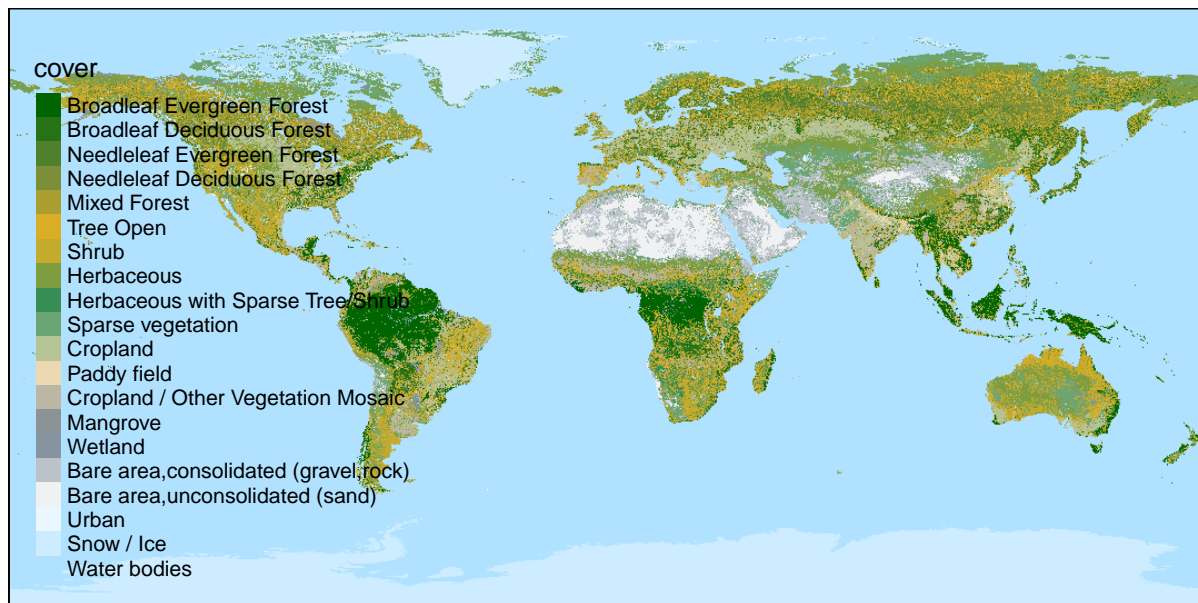 cover
Broadleaf Evergreen Forest
Broadleaf Deciduous Forest
Needleleaf Evergreen Forest
Needleleaf Deciduous Forest
Mixed Forest
Tree Open
Shrub
Herbaceous
Herbaceous with Sparse Tree/Shrub
Sparse vegetation
Cropland
Paddy field
Cropland / Other Vegetation Mosaic
Mangrove
Wetland
Bare area,consolidated (gravel,rock)
Bare area,unconsolidated (sand)
Urban
Snow / Ice
Water bodies